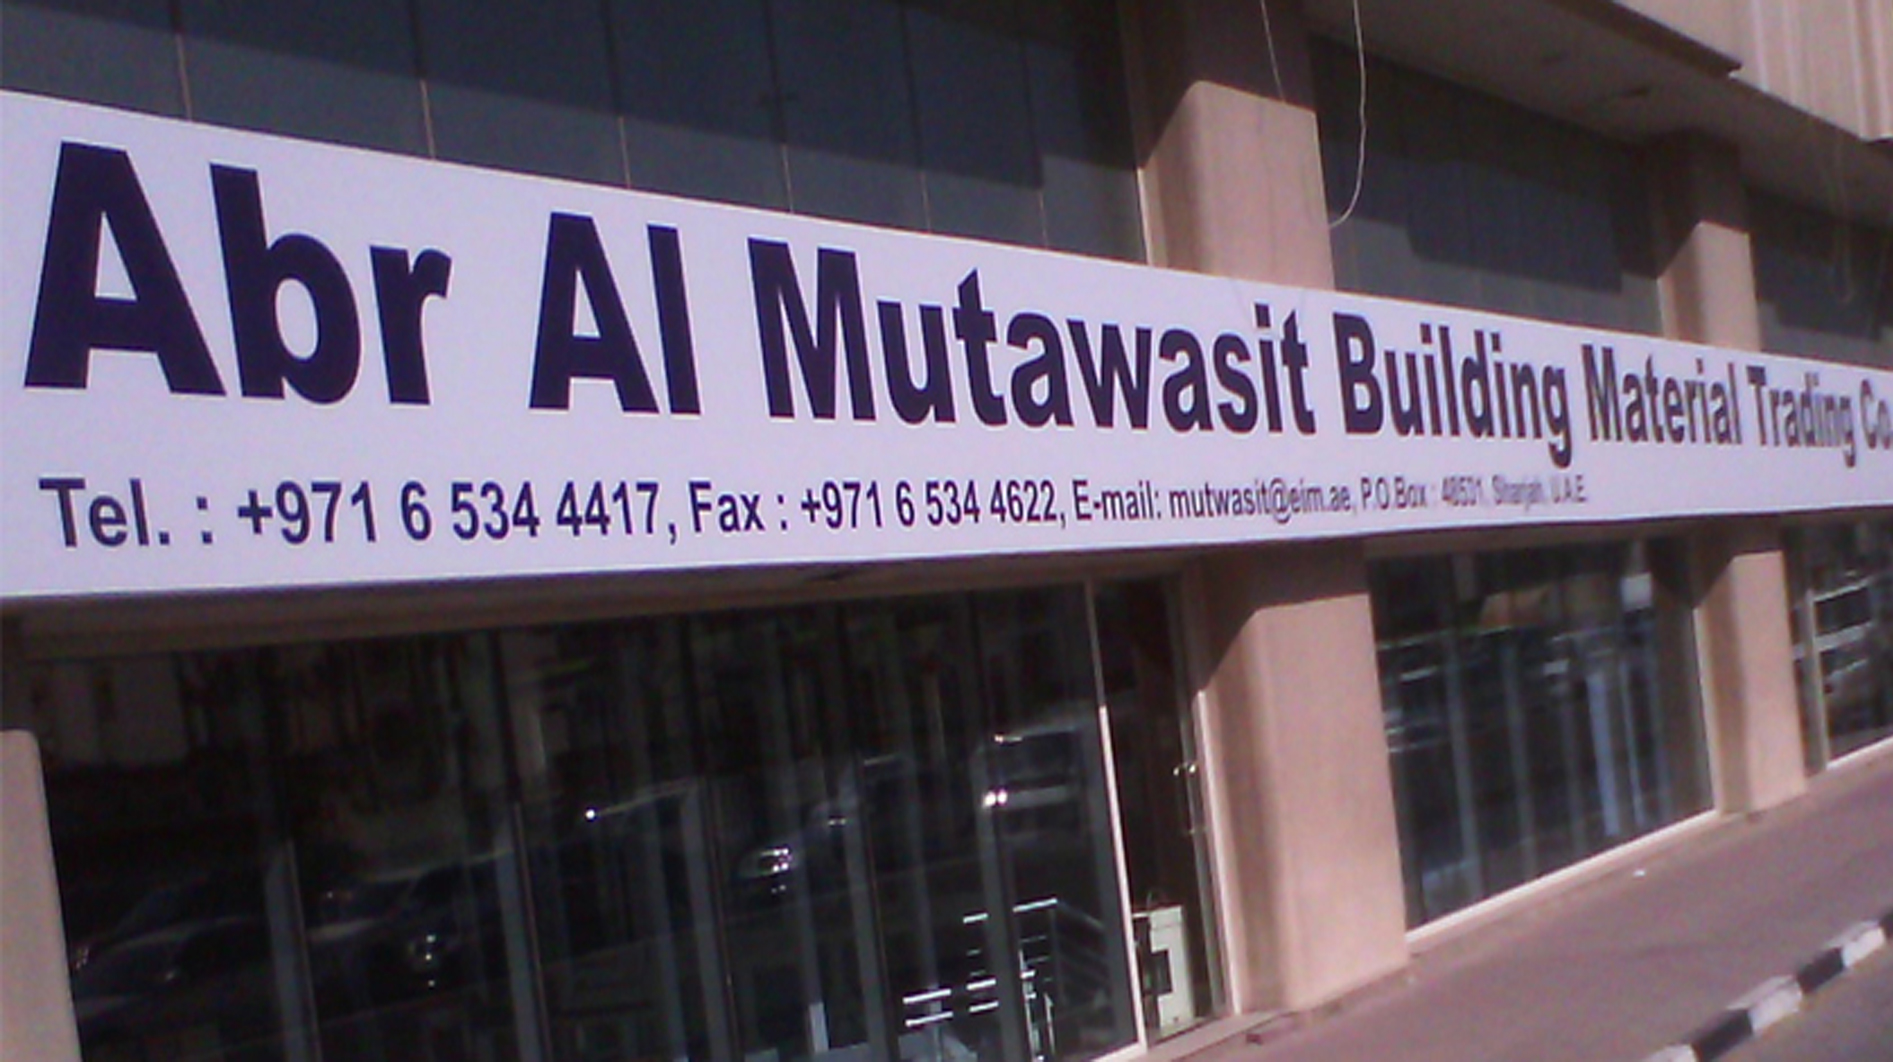 Abr Al Mutawasit Building Material Trading Co.
Tel. : +971 6 534 4417, Fax : +971 6 534 4622, E-mail: mutwasit@eim.ae, P.O.Box : Sharjah, U.A.E.